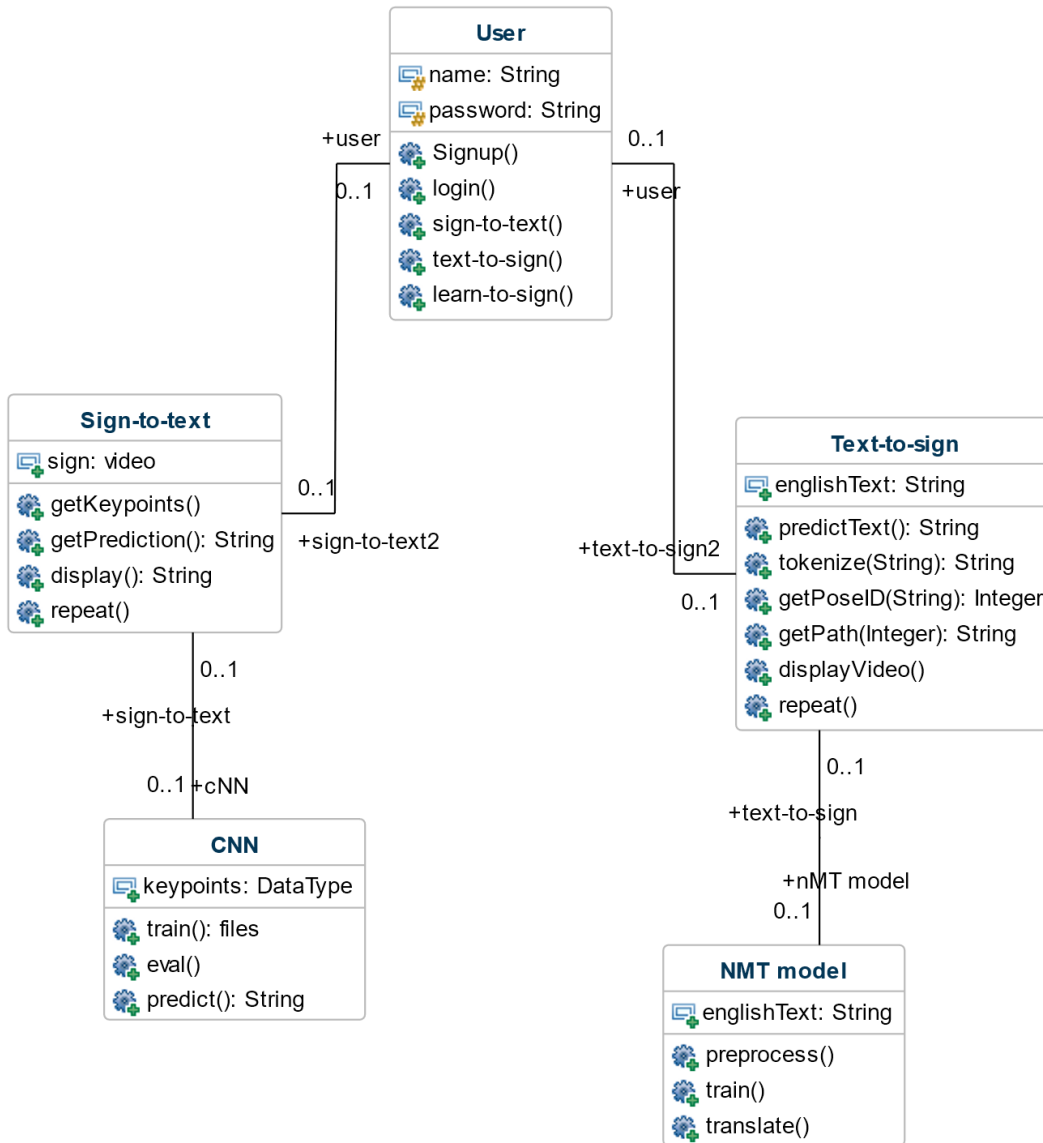 User
name: String
password: String
Signup()
login()
sign-to-text()
text-to-sign()
learn-to-sign()
+user
0..1
0..1
+user
Sign-to-text
sign: video
getKeypoints()
getPrediction(): String
display(): String
repeat()
0..1
+sign-to-text2
+text-to-sign2
0..1
Text-to-sign
englishText: String
predictText(): String
tokenize(String): String
getPoseID(String): Integer
getPath(Integer): String
displayVideo()
repeat()
0..1
+sign-to-text
0..1 +cNN
CNN
keypoints: DataType
train(): files
eval()
predict(): String
0..1
+text-to-sign
+nMT model
0..1
NMT model
englishText: String
preprocess()
train()
translate()